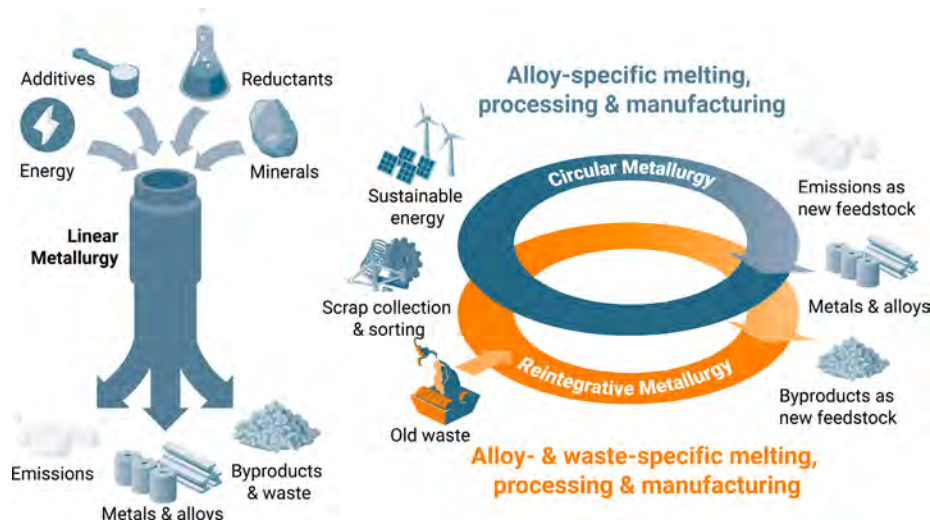 Additives
Reductants
Energy
Minerals
Linear
Metallurgy
Emissions
Metals & alloys
Byproducts
& waste
Alloy-specific melting,
processing & manufacturing
Sustainable
energy
Circular Metallurgy
Emissions as
new feedstock
Scrap collection
& sorting
Metals & alloys
Old waste
Reintegrative Metallurgy
Byproducts as
new feedstock
Alloy- & waste-specific melting,
processing & manufacturing